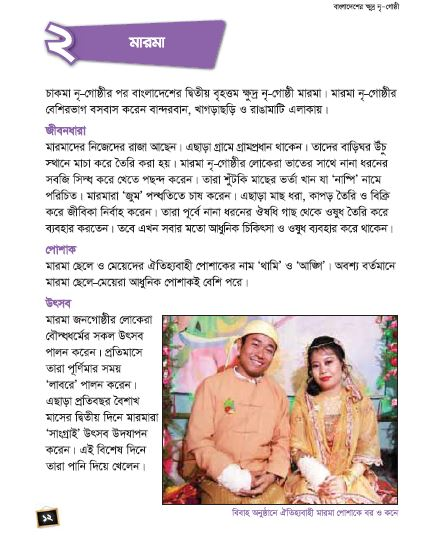 বাংলাদেশের ক্ষুদ্র নৃ-গোষ্ঠী
২
মারমা
চাকমা নৃ-গোষ্ঠীর পর বাংলাদেশের দ্বিতীয় বৃহত্তম ক্ষুদ্র নৃ-গোষ্ঠী মারমা। মারমা নৃ-গোষ্ঠীর
বেশিরভাগ বসবাস করেন বান্দরবান, খাগড়াছড়ি ও রাঙামাটি এলাকায়।
জীবনধারা
মারমাদের নিজেদের রাজা আছেন। এছাড়া গ্রামে গ্রামপ্রধান থাকেন। তাদের বাড়িঘর উঁচু
স্থানে মাচা করে তৈরি করা হয়। মারমা নৃ-গোষ্ঠীর লোকেরা ভাতের সাথে নানা ধরনের
সবজি সিদ্ধ করে খেতে পছন্দ করেন। তারা শুঁটকি মাছের ভর্তা খান যা ‘নাপ্পি’ নামে
পরিচিত। মারমারা ‘জুম’ পদ্ধতিতে চাষ করেন। এছাড়া মাছ ধরা, কাপড় তৈরি ও বিক্রি
করে জীবিকা নির্বাহ করেন। তারা পূর্বে নানা ধরনের ঔষধি গাছ থেকে ওষুধ তৈরি করে
ব্যবহার করতেন। তবে এখন সবার মতো আধুনিক চিকিৎসা ও ওষুধ ব্যবহার করে থাকেন।
পোশাক
মারমা ছেলে ও মেয়েদের ঐতিহ্যবাহী পোশাকের নাম ‘থামি’ ও ‘আঙ্গি’। অবশ্য বর্তমানে
মারমা ছেলে-মেয়েরা আধুনিক পোশাকই বেশি পরে।
উৎসব
মারমা জনগোষ্ঠীর লোকেরা
বৌদ্ধধর্মের সকল উৎসব
পালন করেন। প্রতিমাসে
তারা পূর্ণিমার সময়
‘লাবরে’ পালন করেন।
এছাড়া প্রতিবছর বৈশাখ
মাসের দ্বিতীয় দিনে মারমারা
‘সাংগ্রাই’ উৎসব উদযাপন
করেন। এই বিশেষ দিনে
তারা পানি দিয়ে খেলেন।
বিবাহ অনুষ্ঠানে ঐতিহ্যবাহী মারমা পোশাকে বর ও কনে
১২